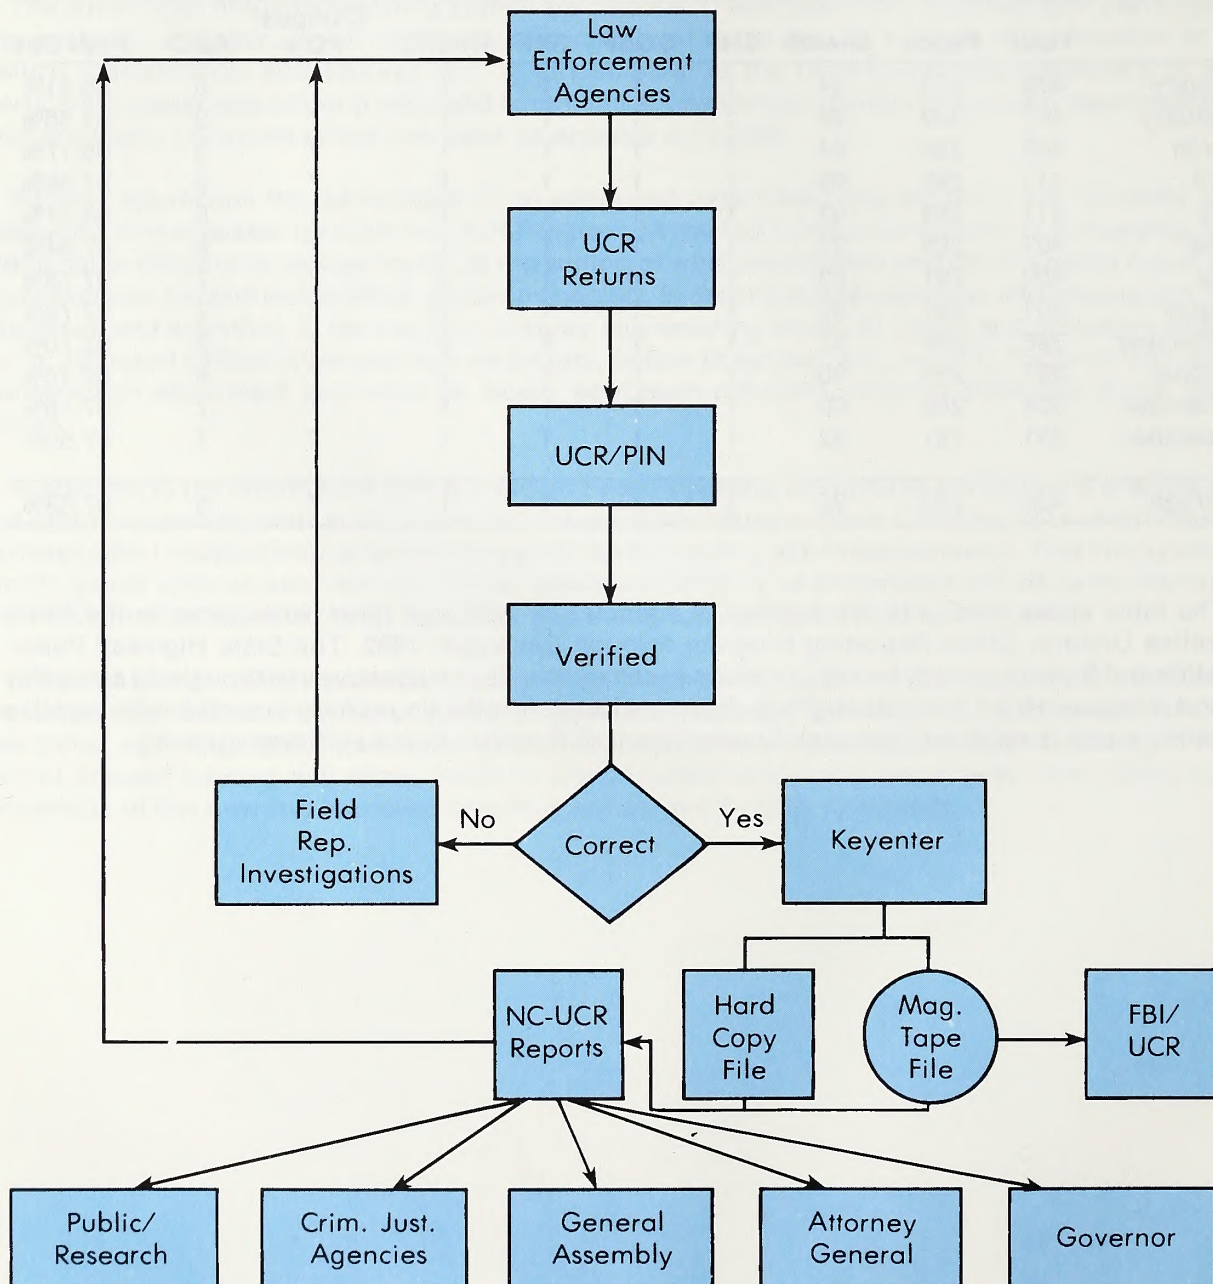 Law
Enforcement
Agencies
UCR
Returns
UCR/PIN
Verified
Field
Rep.
Investigations
No
Correct
Yes
Keyenter
NC-UCR
Reports
Hard
Copy
File
Mag.
Tape
File
FBI/
UCR
Public/
Research
Crim. Just.
Agencies
General
Assembly
Attorney
General
Governor